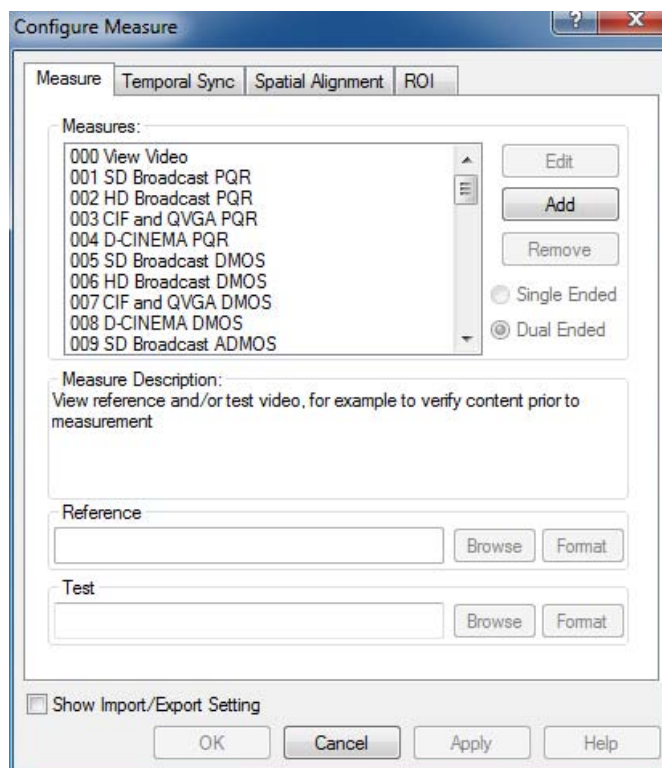 Configure Measure
?
X
Measure
Temporal Sync
Spatial Alignment
ROI
Measures:
000 View Video
001 SD Broadcast PQR
002 HD Broadcast PQR
003 CIF and QVGA PQR
004 D-CINEMA PQR
005 SD Broadcast DMOS
006 HD Broadcast DMOS
007 CIF and QVGA DMOS
008 D-CINEMA DMOS
009 SD Broadcast ADMOS
Edit
Add
Remove
Single Ended
Dual Ended
Measure Description:
View reference and/or test video, for example to verify content prior to
measurement
Reference
Browse
Format
Test
Browse
Format
Show Import/Export Setting
OK
Cancel
Apply
Help